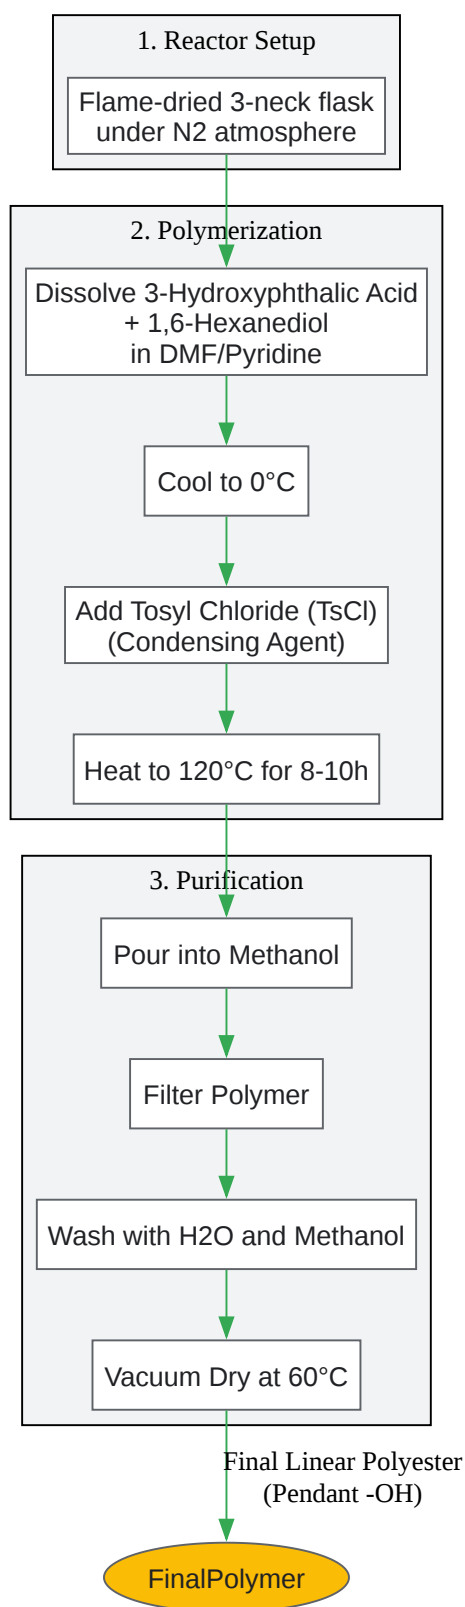 1. Reactor Setup
Flame-dried 3-neck flask
under N2 atmosphere
2. Polymerization
Dissolve 3-Hydroxyphthalic Acid
+ 1,6-Hexanediol
in DMF/Pyridine
Cool to 0°C
Add Tosyl Chloride (TsCl)
(Condensing Agent)
Heat to 120°C for 8-10h
3. Purification
Pour into Methanol
Filter Polymer
Wash with H2O and Methanol
Vacuum Dry at 60°C
Final Linear Polyester
(Pendant -OH)
FinalPolymer